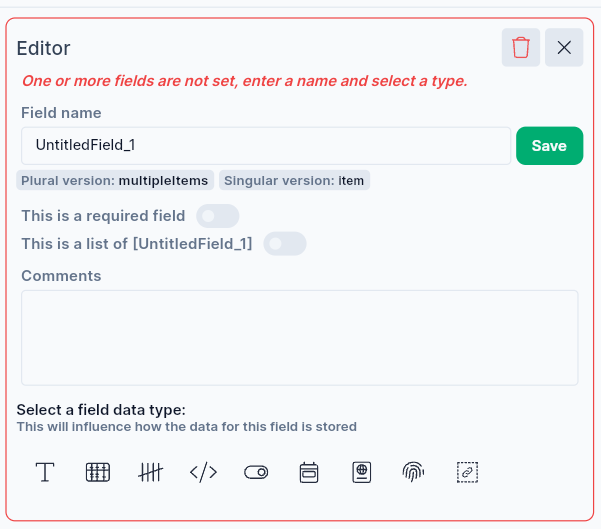 Editor
One or more fields are not set, enter a name and select a type.
Field name
UntitledField_1
Save
Plural version: multipleItems Singular version: item
This is a required field
This is a list of [UntitledField_1]
Comments
Select a field data type:
This will influence how the data for this field is stored